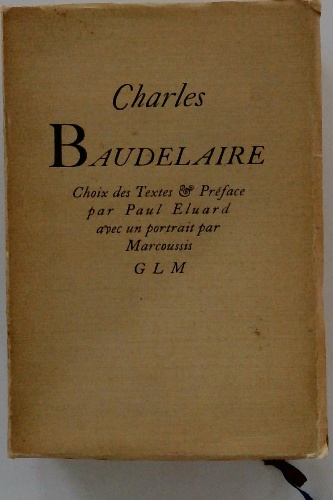 Charles
BAUDELAIRE
Choix des Textes & Préface
par Paul Eluard
avec un portrait par
Marcoussis
G L M